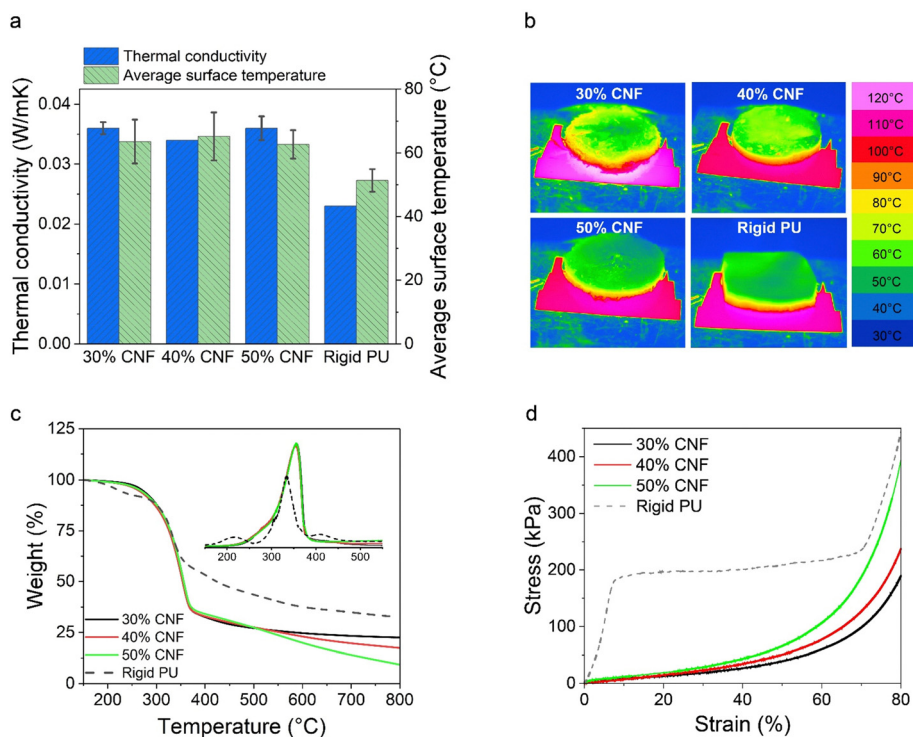 a
Thermal conductivity
Average surface temperature
Thermal conductivity (W/mK)
0.04
0.03
0.02
0.01
0.00
80
60
40
20
0
Average surface temperature (°C)
30% CNF 40% CNF 50% CNF Rigid PU
b
30% CNF 40% CNF
50% CNF Rigid PU
120°C
110°C
100°C
90°C
80°C
70°C
60°C
50°C
40°C
30°C
c
Weight (%)
125
100
75
50
25
0
150 200 300 400 500
30% CNF
40% CNF
50% CNF
Rigid PU
200 300 400 500 600 700 800
Temperature (°C)
d
Stress (kPa)
400
300
200
100
0
30% CNF
40% CNF
50% CNF
Rigid PU
0 20 40 60 80
Strain (%)